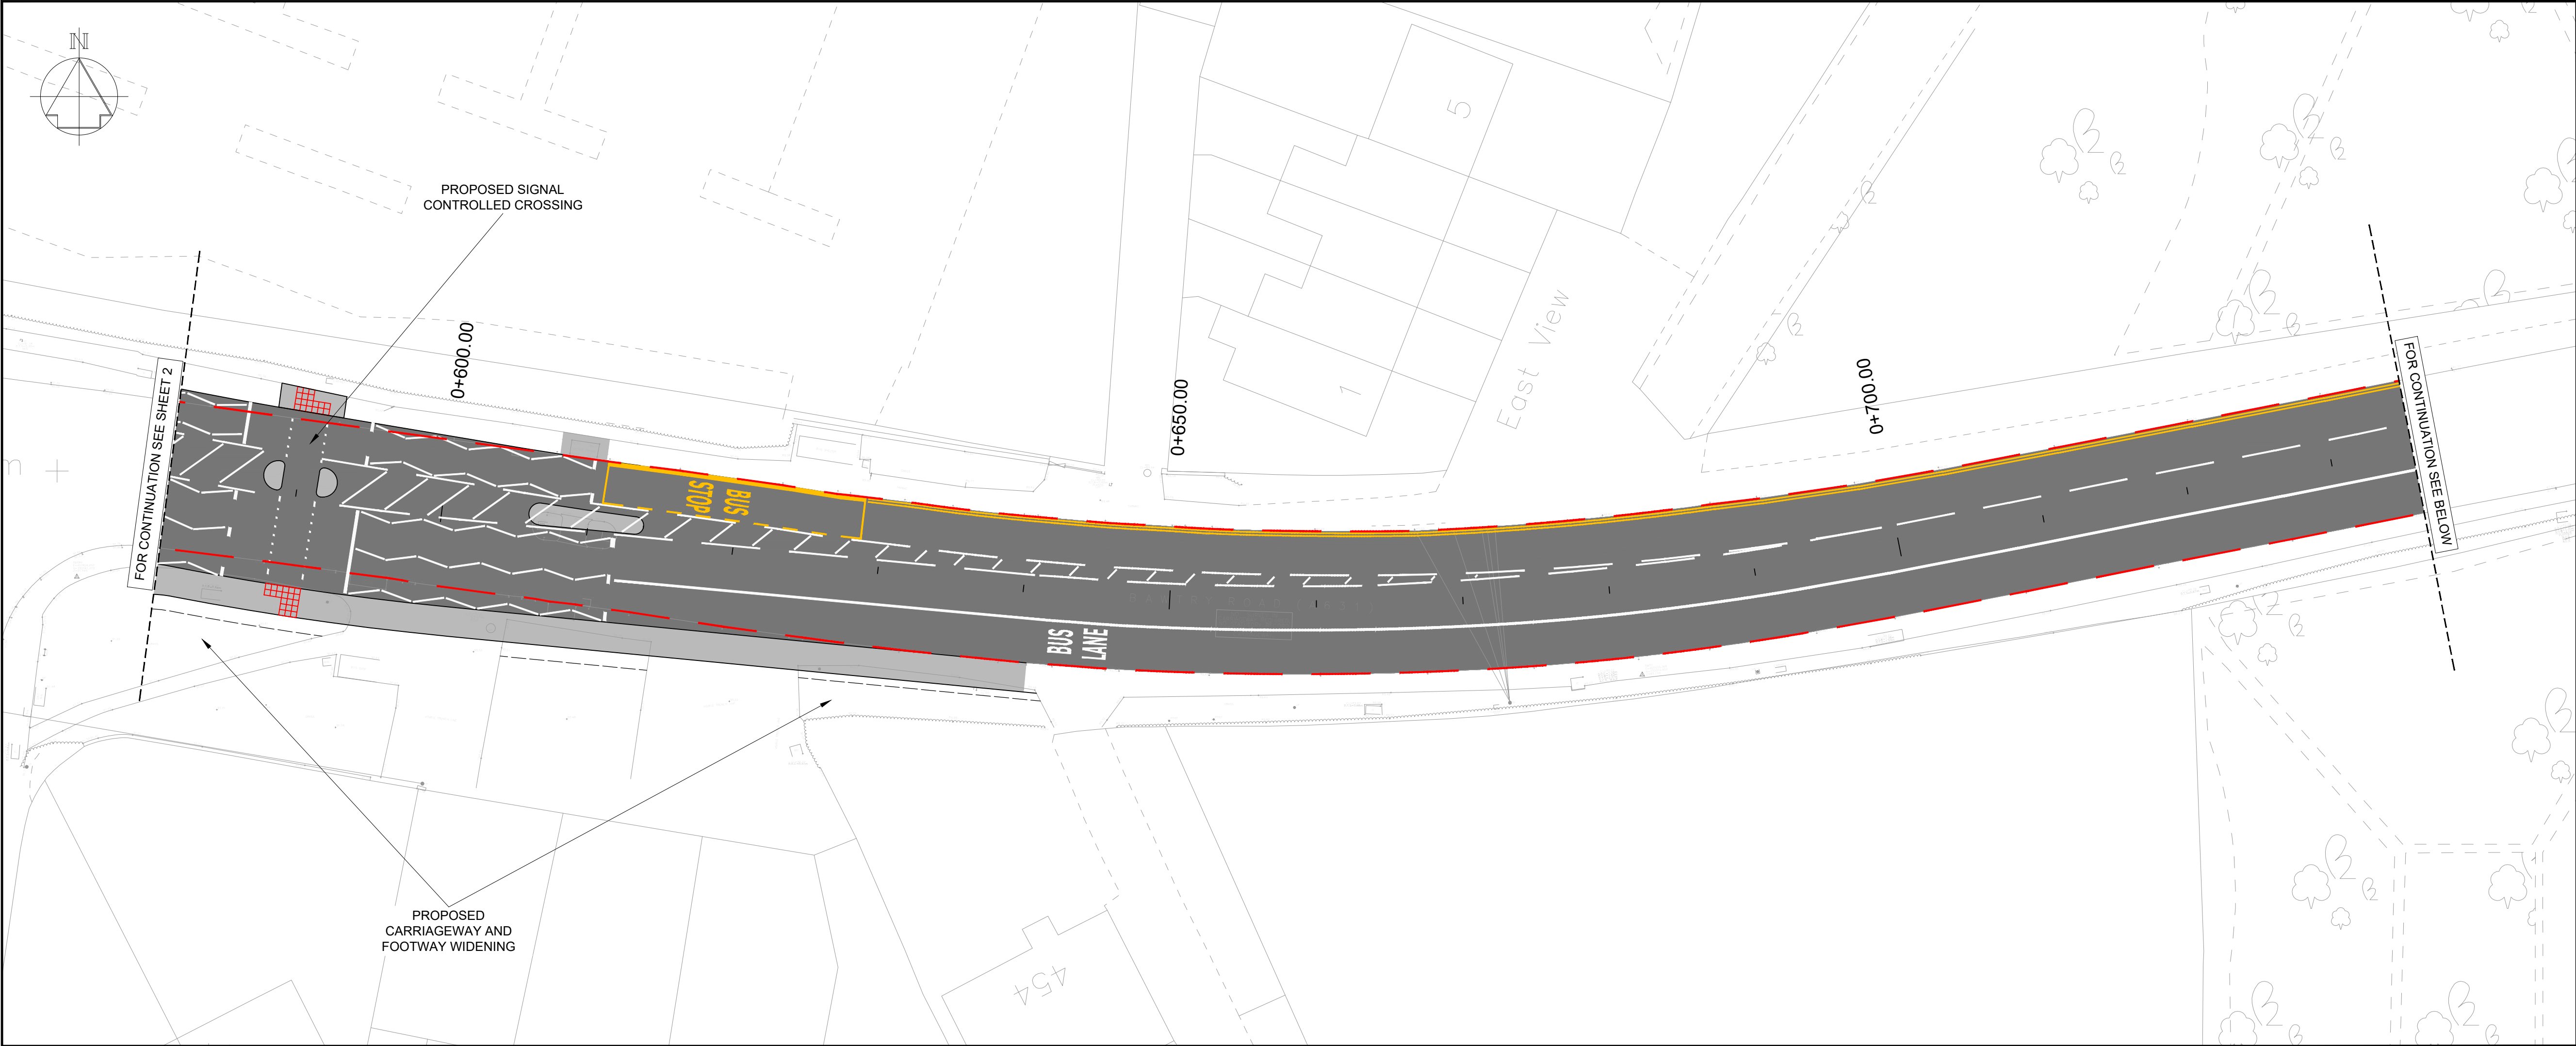 N
PROPOSED SIGNAL
CONTROLLED CROSSING
5
1
East View
0+600.00
0+650.00
0+700.00
FOR CONTINUATION SEE SHEET 2
FOR CONTINUATION SEE BELOW
BUS
STOP
BUS
LANE
m +
PROPOSED
CARRIAGEWAY AND
FOOTWAY WIDENING
454